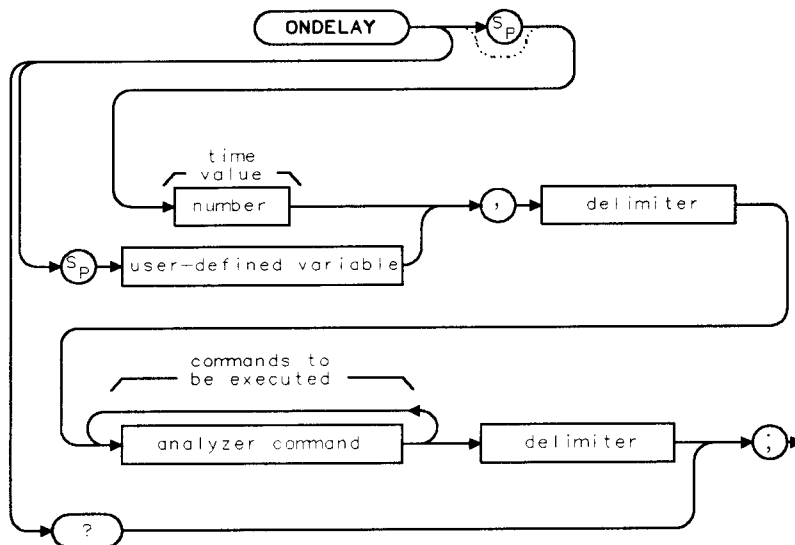 ONDELAY
SP
time
value
number
,
delimiter
SP
user-defined variable
commands to
be executed
analyzer command
delimiter
;
?